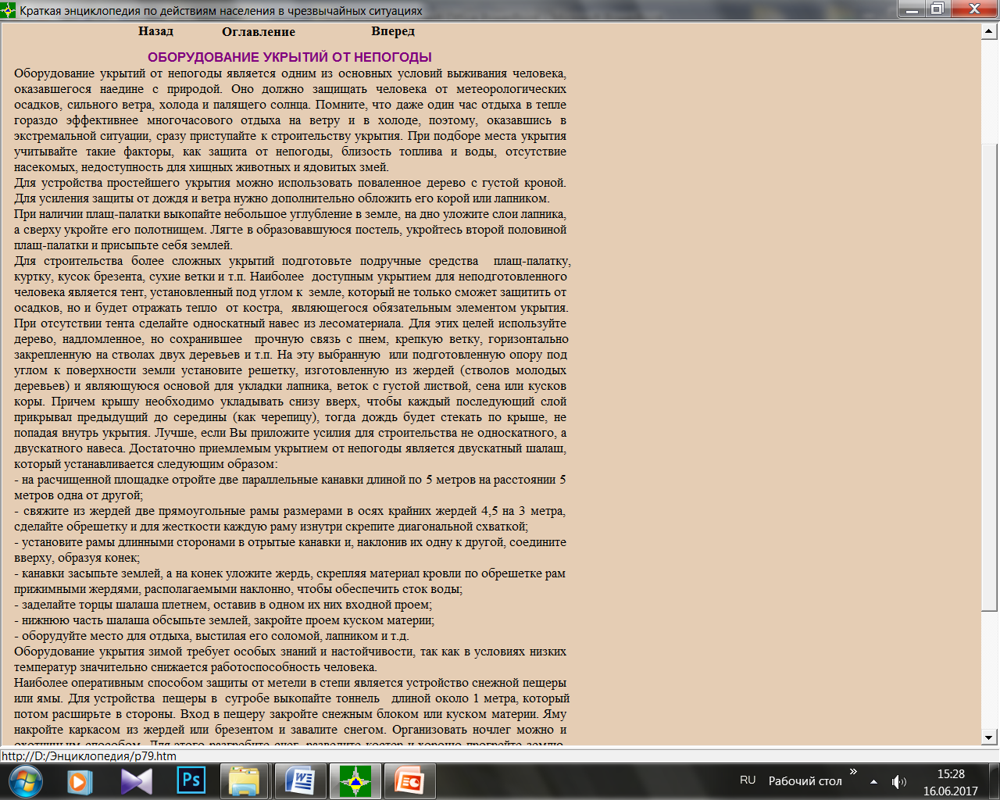 Краткая энциклопедия по действиям населения в чрезвычайных ситуациях
Назад Оглавление Вперед
ОБОРУДОВАНИЕ УКРЫТИЙ ОТ НЕПОГОДЫ
Оборудование укрытий от непогоды является одним из основных условий выживания человека,
оказавшегося наедине с природой. Оно должно защищать человека от метеорологических
осадков, сильного ветра, холода и палящего солнца. Помните, что даже один час отдыха в тепле
гораздо эффективнее многочасового отдыха на ветру и в холоде, поэтому, оказавшись в
экстремальной ситуации, сразу приступайте к строительству укрытия. При подборе места укрытия
учитывайте такие факторы, как защита от непогоды, близость топлива и воды, отсутствие
насекомых, недоступность для хищных животных и ядовитых змей.
Для устройства простейшего укрытия можно использовать поваленное дерево с густой кроной.
Для усиления защиты от дождя и ветра нужно дополнительно обложить его корой или лапником.
При наличии плащ-палатки выкопайте небольшое углубление в земле, на дно уложите слои лапника,
а сверху укройте его полотнищем. Лягте в образовавшуюся постель, укройтесь второй половиной
плащ-палатки и присыпьте себя землей.
Для строительства более сложных укрытий подготовьте подручные средства плащ-палатку,
куртку, кусок брезента, сухие ветки и т.п. Наиболее доступным укрытием для неподготовленного
человека является тент, установленный под углом к земле, который не только сможет защитить от
осадков, но и будет отражать тепло от костра, являющегося обязательным элементом укрытия.
При отсутствии тента сделайте односкатный навес из лесоматериала. Для этих целей используйте
дерево, надломленное, но сохранившее прочную связь с пнем, крепкую ветку, горизонтально
закрепленную на стволах двух деревьев и т.п. На эту выбранную или подготовленную опору под
углом к поверхности земли установите решетку, изготовленную из жердей (стволов молодых
деревьев) и являющуюся основой для укладки лапника, веток с густой листвой, сена или кусков
коры. Причем крышу необходимо укладывать снизу вверх, чтобы каждый последующий слой
прикрывал предыдущий до середины (как черепицу), тогда дождь будет стекать по крыше, не
попадая внутрь укрытия. Лучше, если Вы приложите усилия для строительства не односкатного, а
двускатного навеса. Достаточно приемлемым укрытием от непогоды является двускатный шалаш,
который устанавливается следующим образом:
- на расчищенной площадке отройте две параллельные канавки длиной по 5 метров на расстоянии 5
метров одна от другой;
- свяжите из жердей две прямоугольные рамы размерами в осях крайних жердей 4,5 на 3 метра,
сделайте обрешетку и для жесткости каждую раму изнутри скрепите диагональной схваткой;
- установите рамы длинными сторонами в отрытые канавки и, наклонив их одну к другой, соедините
вверху, образуя конек;
- канавки засыпьте землей, а на конек уложите жердь, скрепляя материал кровли по обрешетке рам
прижимными жердями, располагаемыми наклонно, чтобы обеспечить сток воды;
- заделайте торцы шалаша плетнем, оставив в одном их них входной проем;
- нижнюю часть шалаша обсыпьте землей, закройте проем куском материи;
- оборудуйте место для отдыха, выстилая его соломой, лапником и т.д.
Оборудование укрытия зимой требует особых знаний и настойчивости, так как в условиях низких
температур значительно снижается работоспособность человека.
Наиболее оперативным способом защиты от метели в степи является устройство снежной пещеры
или ямы. Для устройства пещеры в сугробе выкопайте тоннель длиной около 1 метра, который
потом расширьте в стороны. Вход в пещеру закройте снежным блоком или куском материи. Яму
накройте каркасом из жердей или брезентом и завалите снегом. Организовать ночлег можно и
охотничьим способом. Для этого разгребите снег, разведите костер и хорошо прогрейте землю.
http://D:/Энциклопедия/p79.htm
Ps
RU Рабочий стол » 15:28
16.06.2017